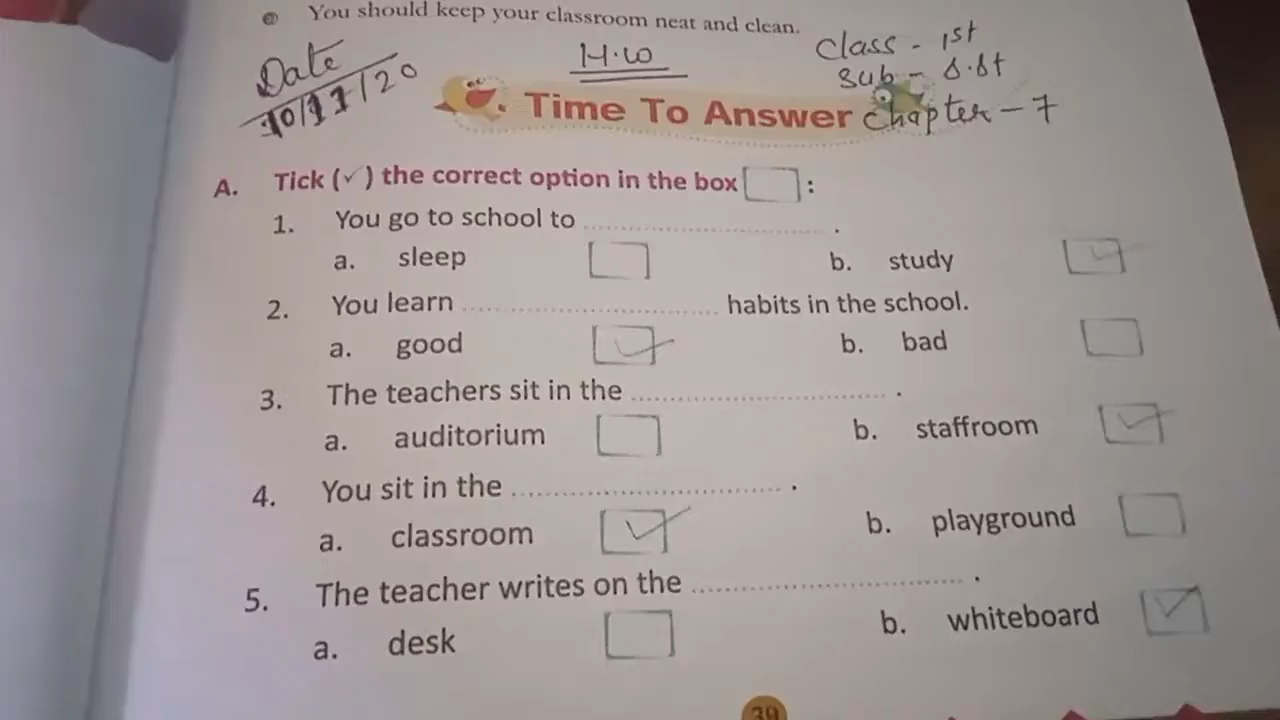 @ You should keep your classroom neat and clean.
Date
10/11/20
H.W
Class - 1st
Sub - S.St
Chapter - 7
Time To Answer
A. Tick (✓) the correct option in the box :
1. You go to school to .............................. .
a. sleep b. study ✓
2. You learn .............................. habits in the school.
a. good ✓ b. bad
3. The teachers sit in the .............................. .
a. auditorium b. staffroom ✓
4. You sit in the .............................. .
a. classroom ✓ b. playground
5. The teacher writes on the .............................. .
a. desk b. whiteboard ✓
39